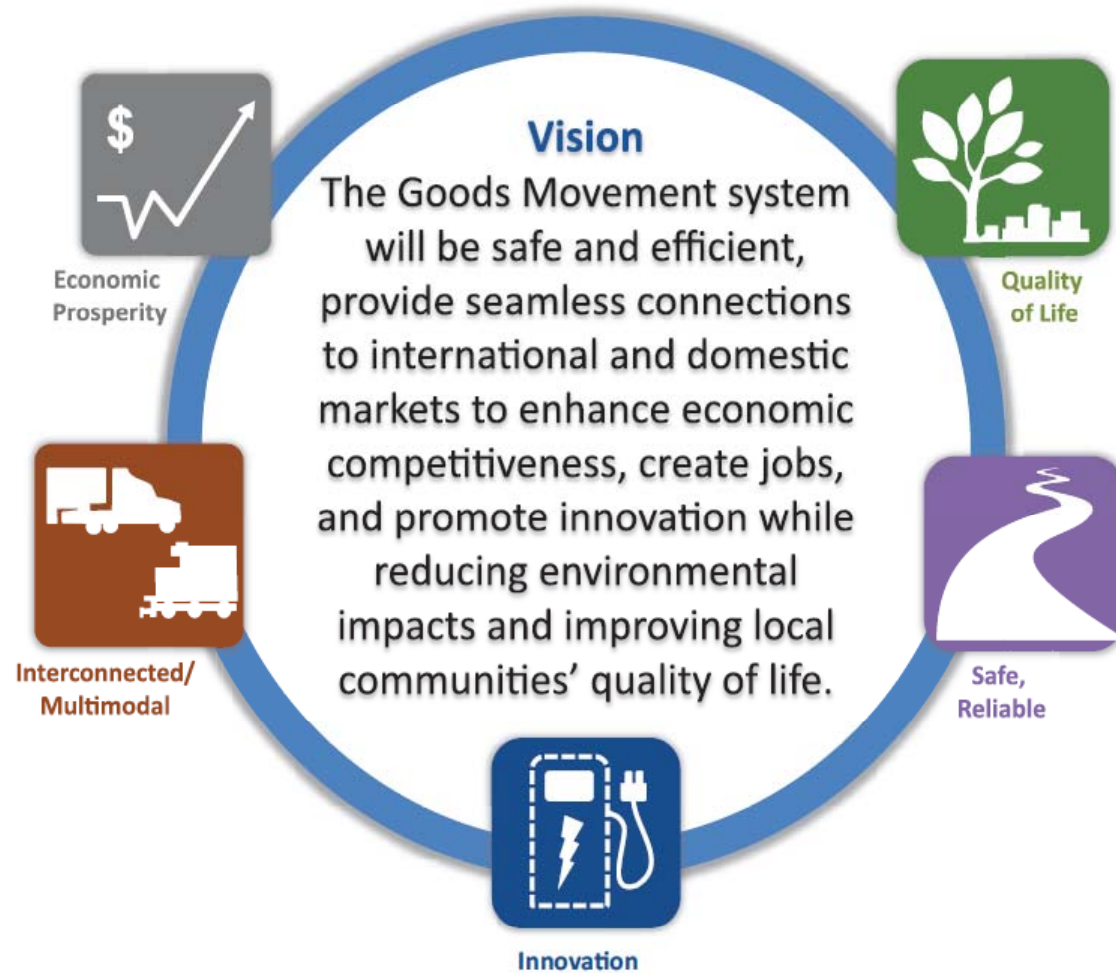 $
Economic
Prosperity
Vision
The Goods Movement system
will be safe and efficient,
provide seamless connections
to international and domestic
markets to enhance economic
competitiveness, create jobs,
and promote innovation while
reducing environmental
impacts and improving local
communities’ quality of life.
Quality
of Life
Interconnected/
Multimodal
Safe,
Reliable
Innovation